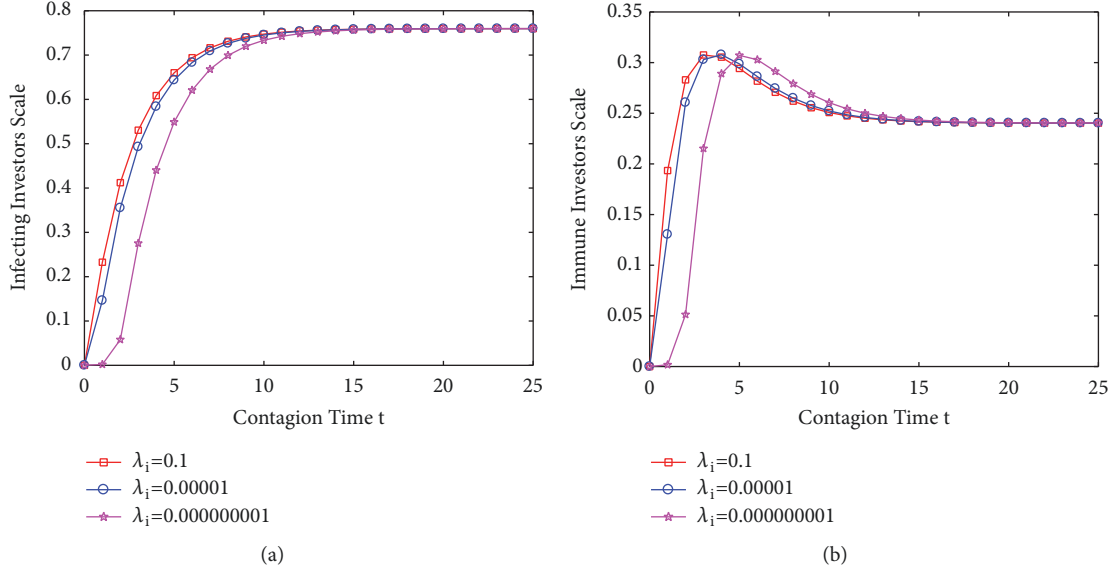 Infecting Investors Scale
0.8
0.7
0.6
0.5
0.4
0.3
0.2
0.1
0
0 5 10 15 20 25
Contagion Time t
λi=0.1
λi=0.00001
λi=0.000000001
(a)
Immune Investors Scale
0.35
0.3
0.25
0.2
0.15
0.1
0.05
0
0 5 10 15 20 25
Contagion Time t
λi=0.1
λi=0.00001
λi=0.000000001
(b)